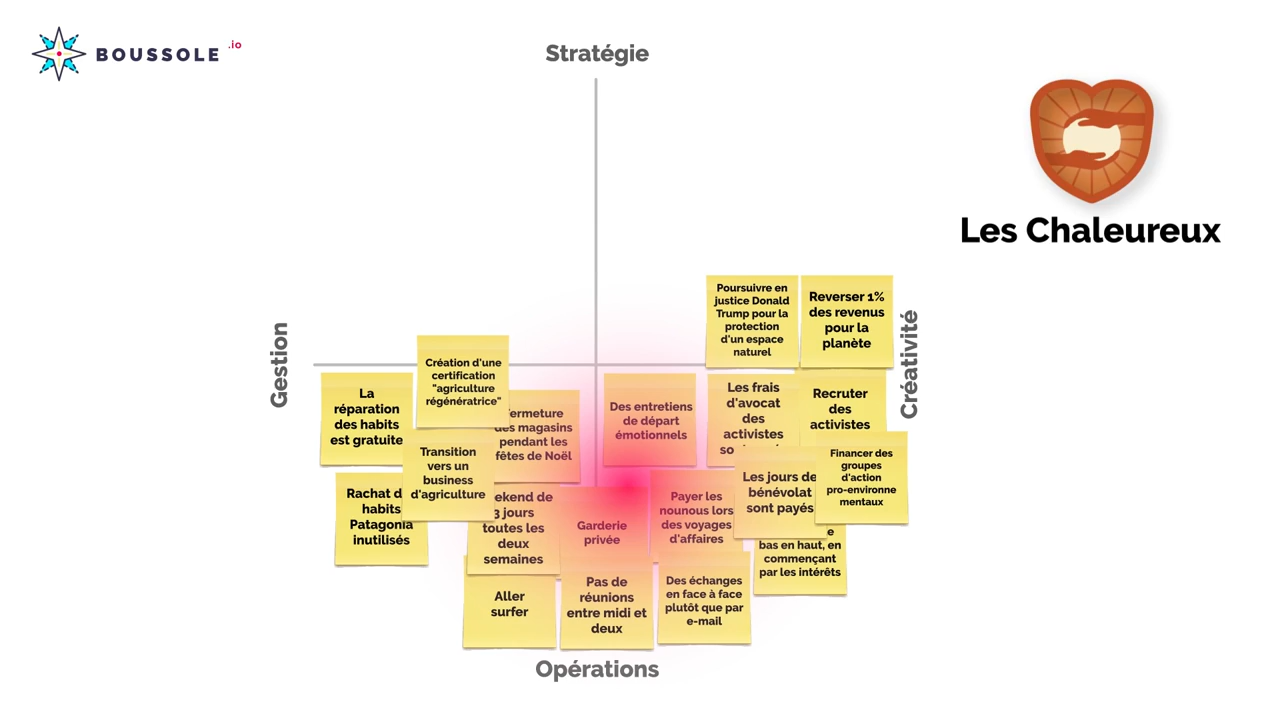 BOUSSOLE .io
Stratégie
Les Chaleureux
Gestion
Créativité
Opérations
Poursuivre en
justice Donald
Trump pour la
protection
d'un espace
naturel
Reverser 1%
des revenus
pour la
planète
Création d'une
certification
"agriculture
régénératrice"
La
réparation
des habits
est gratuite
fermeture
des magasins
pendant les
fêtes de Noël
Des entretiens
de départ
émotionnels
Les frais
d'avocat
des
activistes
Recruter
des
activistes
Transition
vers un
business
d'agriculture
Financer des
groupes
d'action
pro-environne
mentaux
Rachat d
habits
Patagonia
inutilisés
ekend de
3 jours
toutes les
deux
semaines
Garderie
privée
Payer les
nounous lors
des voyages
d'affaires
Les jours de
bénévolat
sont payés
bas en haut, en
commençant
par les intérêts
Aller
surfer
Pas de
réunions
entre midi et
deux
Des échanges
en face à face
plutôt que par
e-mail